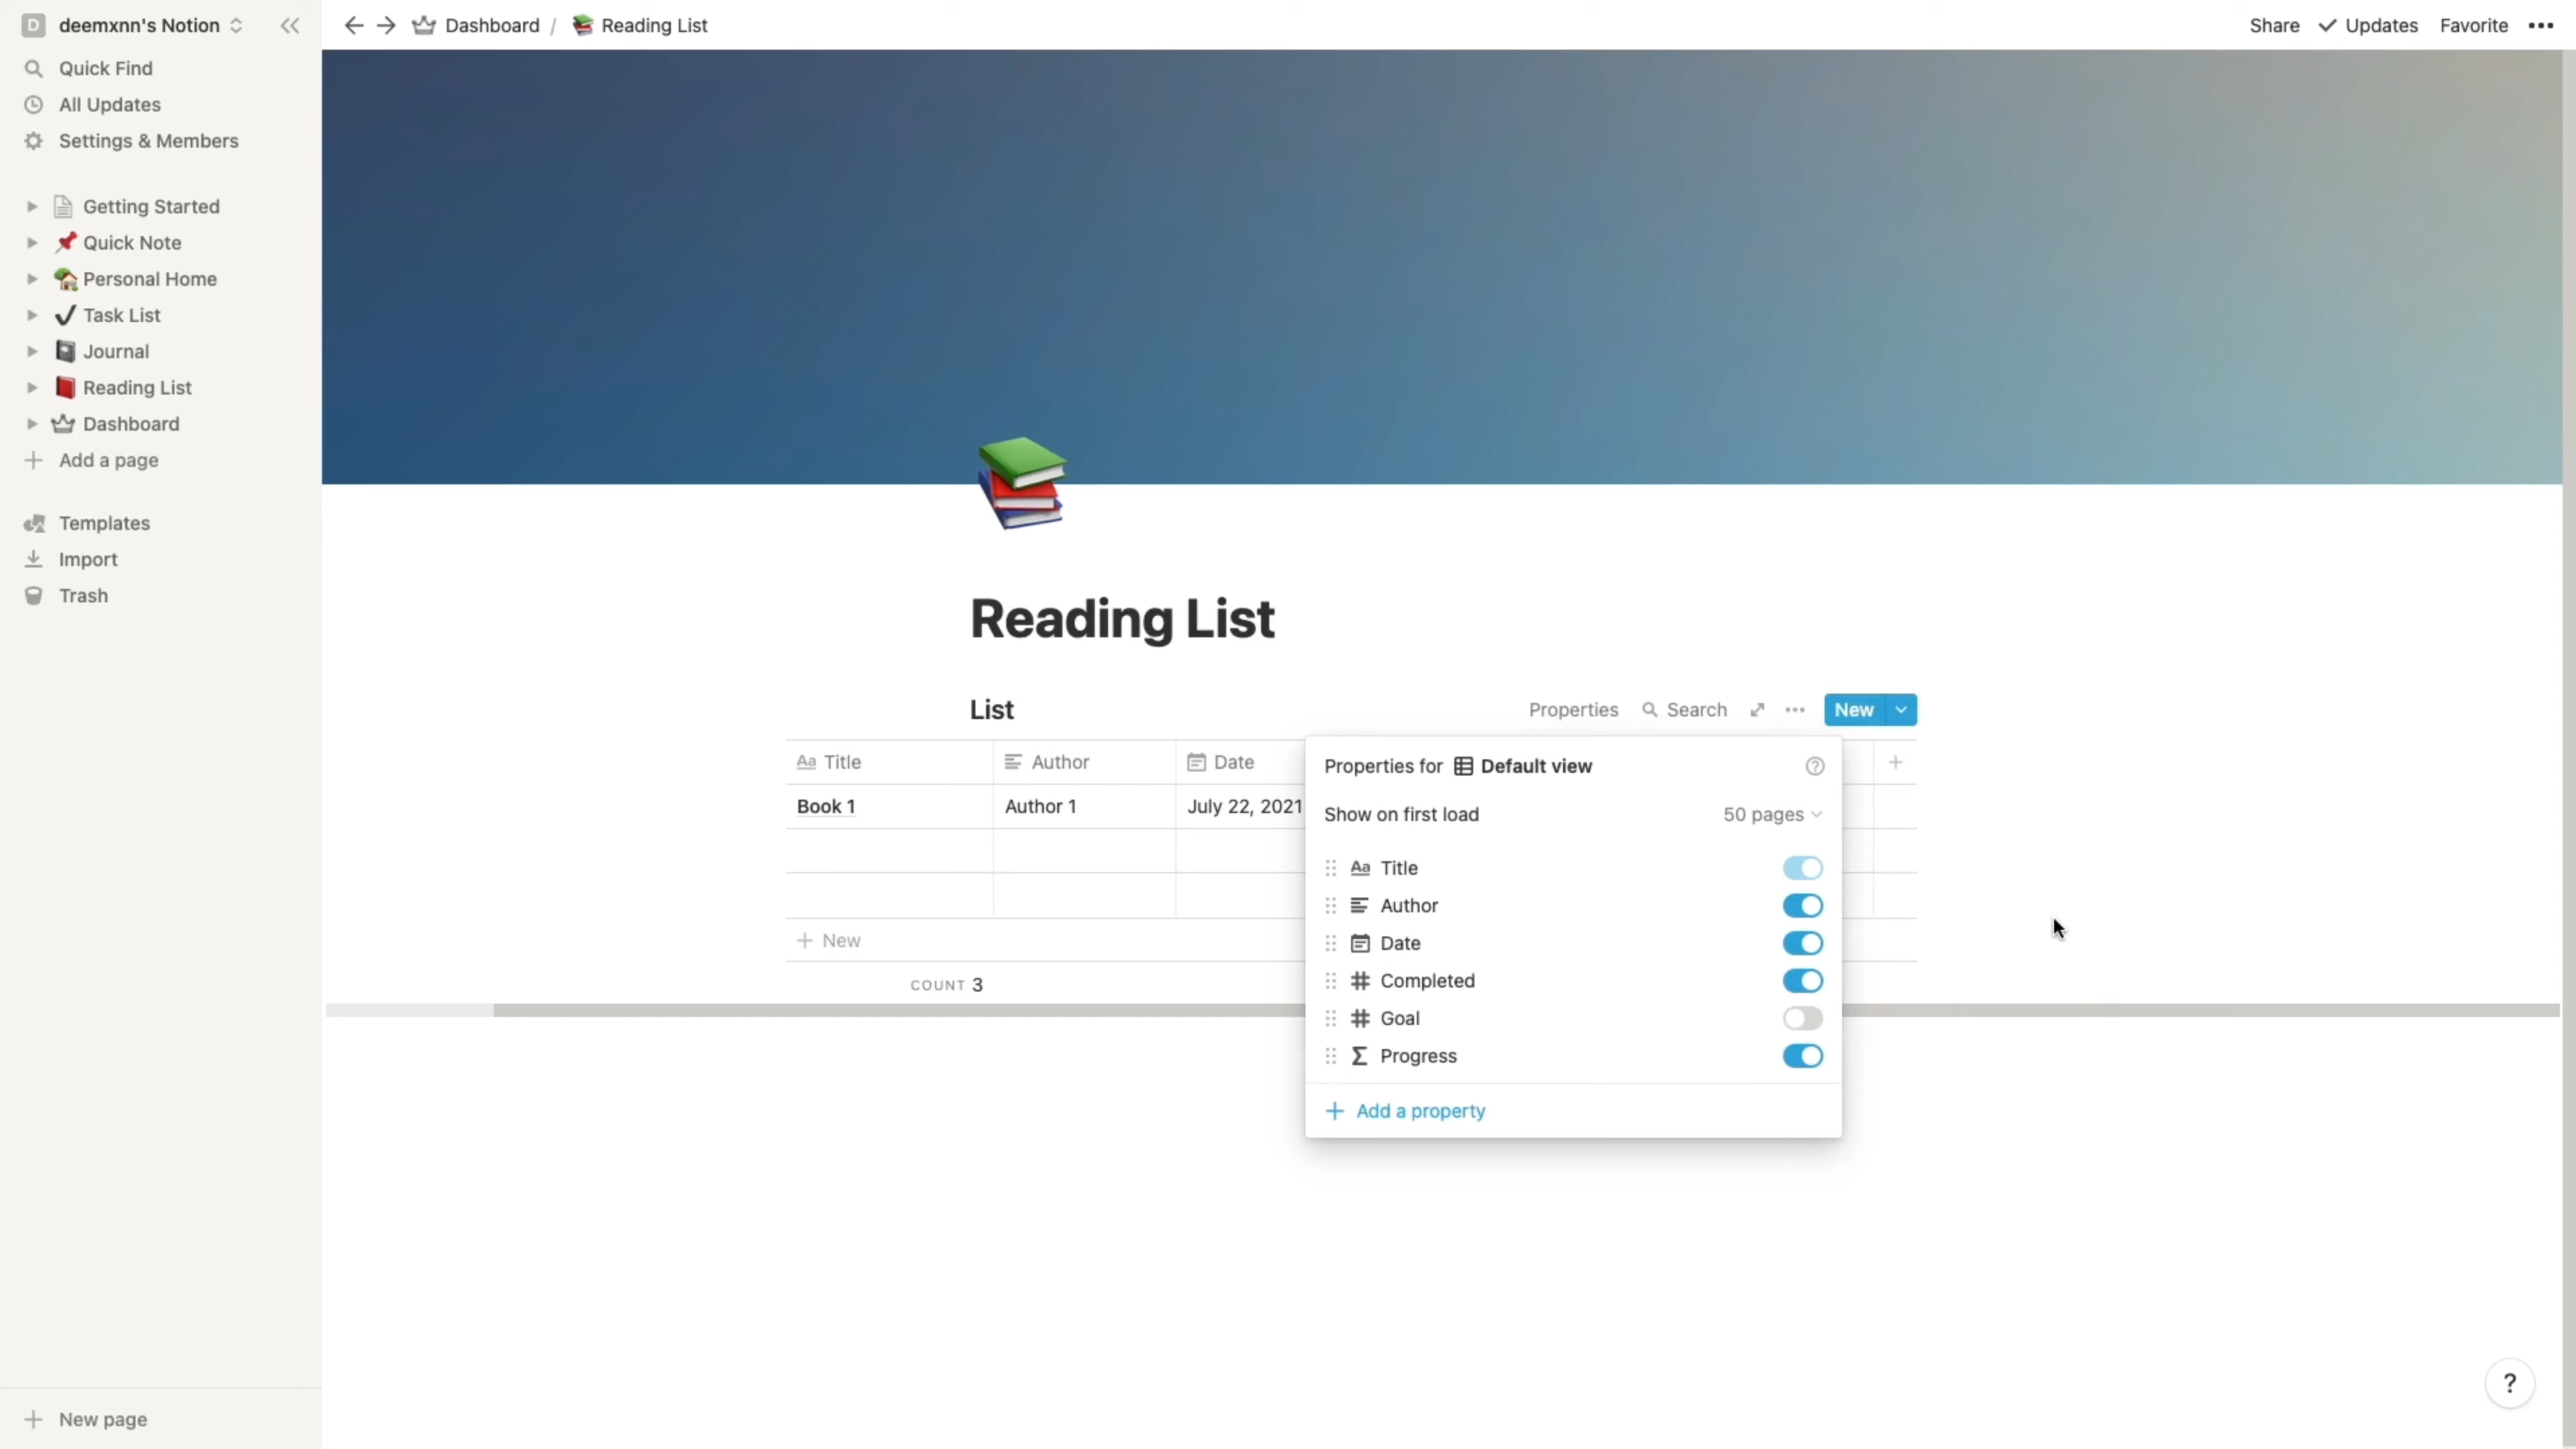 D deemxnn's Notion
Quick Find
All Updates
Settings & Members
Getting Started
Quick Note
Personal Home
Task List
Journal
Reading List
Dashboard
Add a page
Templates
Import
Trash
New page
Dashboard / Reading List
Share Updates Favorite
Reading List
List
Properties Search New
Aa Title Author Date
Book 1 Author 1 July 22, 2021
New
COUNT 3
Properties for Default view
Show on first load 50 pages
Aa Title
Author
Date
Completed
Goal
Progress
Add a property
?